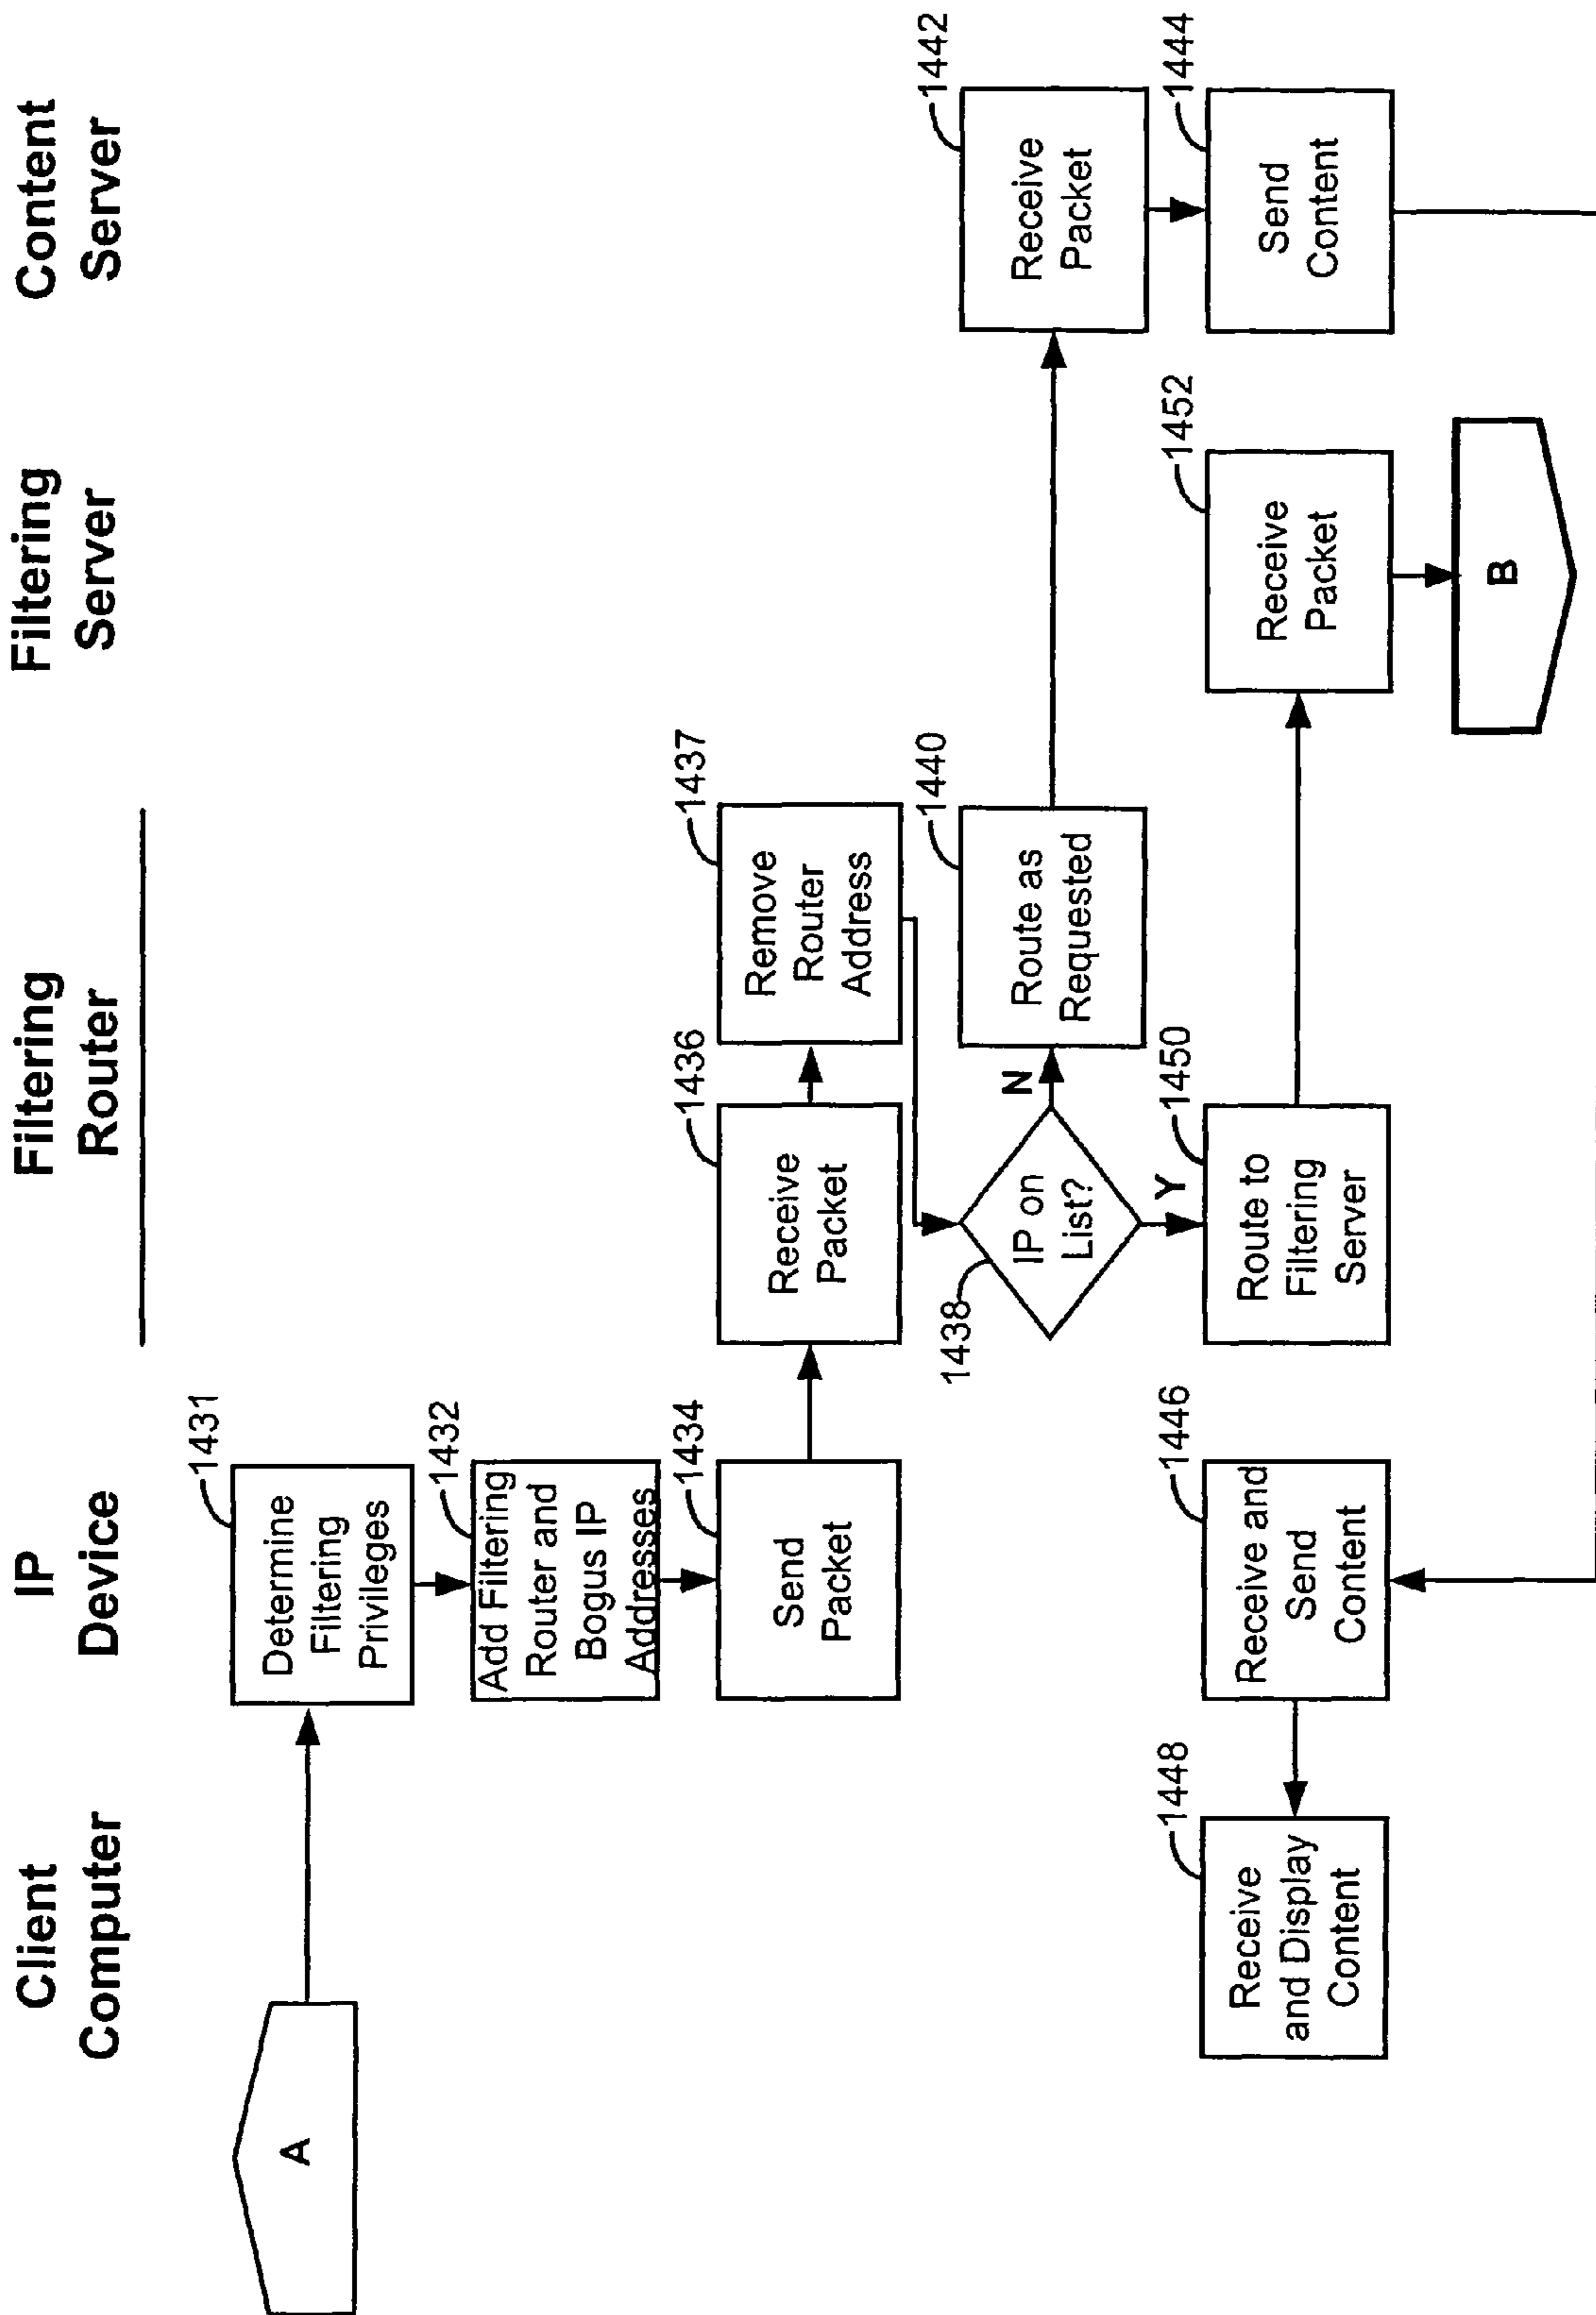 Client
Computer
IP
Device
Filtering
Router
Filtering
Server
Content
Server
A
1431
Determine
Filtering
Privileges
1432
Add Filtering
Router and
Bogus IP
Addresses
1434
Send
Packet
1436
Receive
Packet
1437
Remove
Router
Address
1438
IP on
List?
N
Y
1440
Route as
Requested
1442
Receive
Packet
1444
Send
Content
1446
Receive and
Send
Content
1448
Receive
and Display
Content
1450
Route to
Filtering
Server
1452
Receive
Packet
B